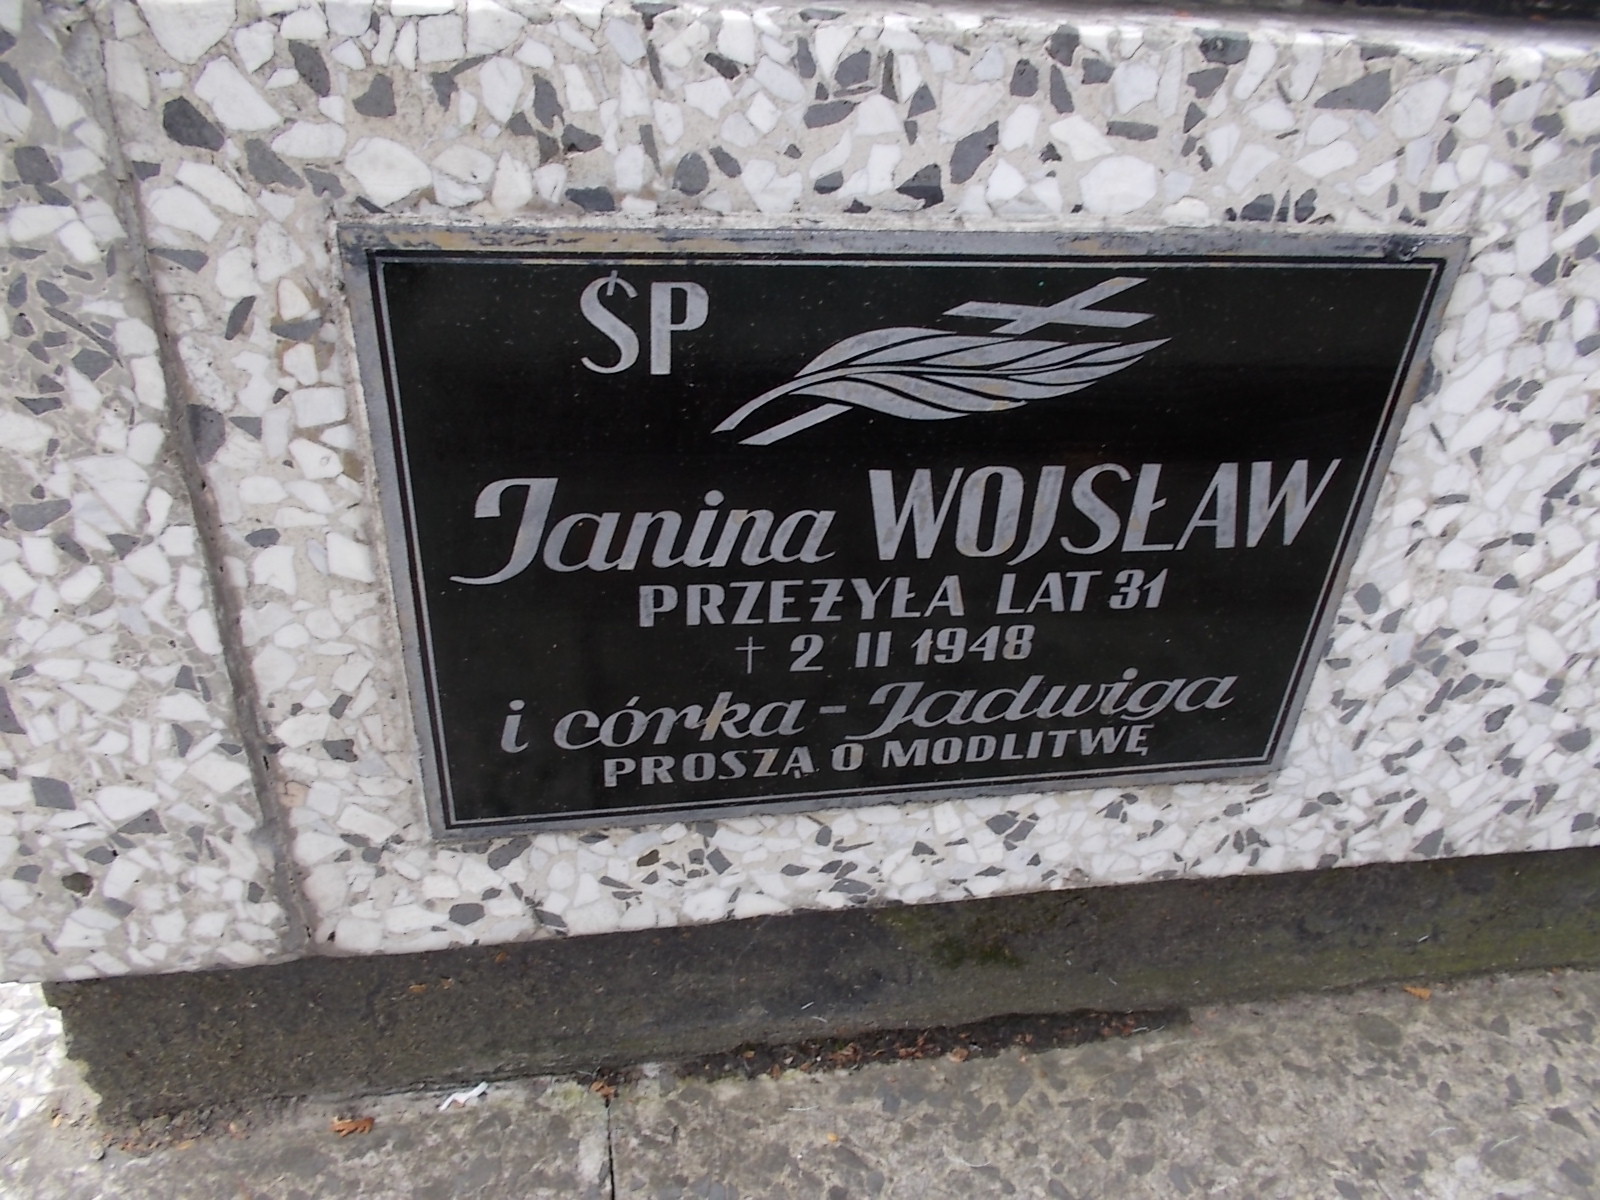 ŚP
Janina WOJSŁAW
PRZEŻYŁA LAT 31
† 2 II 1948
i córka - Jadwiga
PROSZĄ O MODLITWĘ